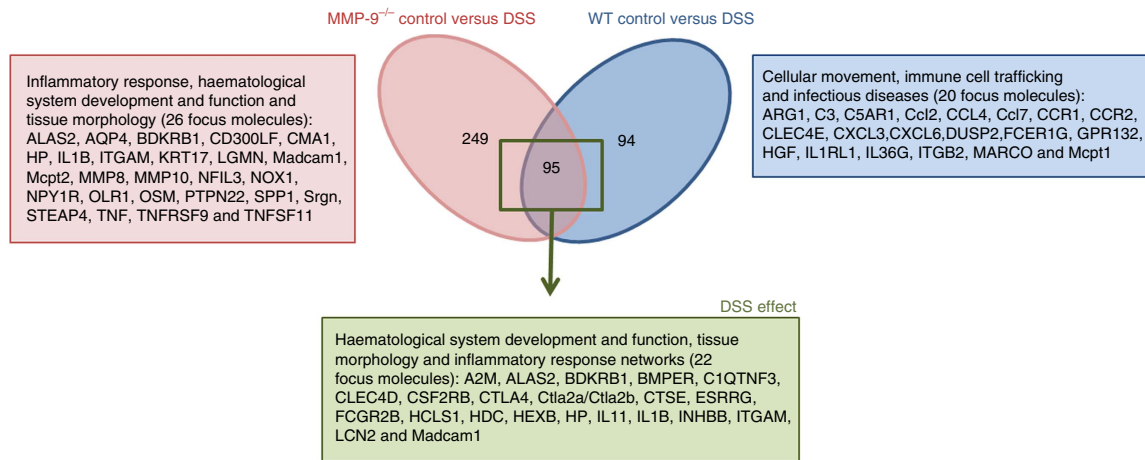 MMP-9–/– control versus DSS
WT control versus DSS
Inflammatory response, haematological
system development and function and
tissue morphology (26 focus molecules):
ALAS2, AQP4, BDKRB1, CD300LF, CMA1,
HP, IL1B, ITGAM, KRT17, LGMN, Madcam1,
Mcpt2, MMP8, MMP10, NFIL3, NOX1,
NPY1R, OLR1, OSM, PTPN22, SPP1, Srgn,
STEAP4, TNF, TNFRSF9 and TNFSF11
249
95
94
Cellular movement, immune cell trafficking
and infectious diseases (20 focus molecules):
ARG1, C3, C5AR1, Ccl2, CCL4, Ccl7, CCR1, CCR2,
CLEC4E, CXCL3,CXCL6,DUSP2,FCER1G, GPR132,
HGF, IL1RL1, IL36G, ITGB2, MARCO and Mcpt1
DSS effect
Haematological system development and function, tissue
morphology and inflammatory response networks (22
focus molecules): A2M, ALAS2, BDKRB1, BMPER, C1QTNF3,
CLEC4D, CSF2RB, CTLA4, Ctla2a/Ctla2b, CTSE, ESRRG,
FCGR2B, HCLS1, HDC, HEXB, HP, IL11, IL1B, INHBB, ITGAM,
LCN2 and Madcam1